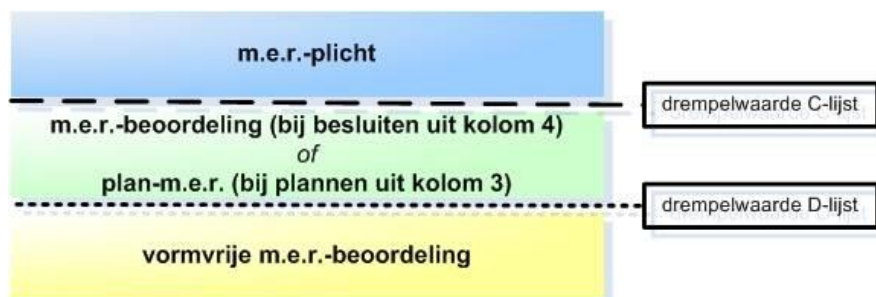 m.e.r.-plicht
drempelwaarde C-lijst
m.e.r.-beoordeling (bij besluiten uit kolom 4)
of
plan-m.e.r. (bij plannen uit kolom 3)
drempelwaarde D-lijst
vormvrije m.e.r.-beoordeling